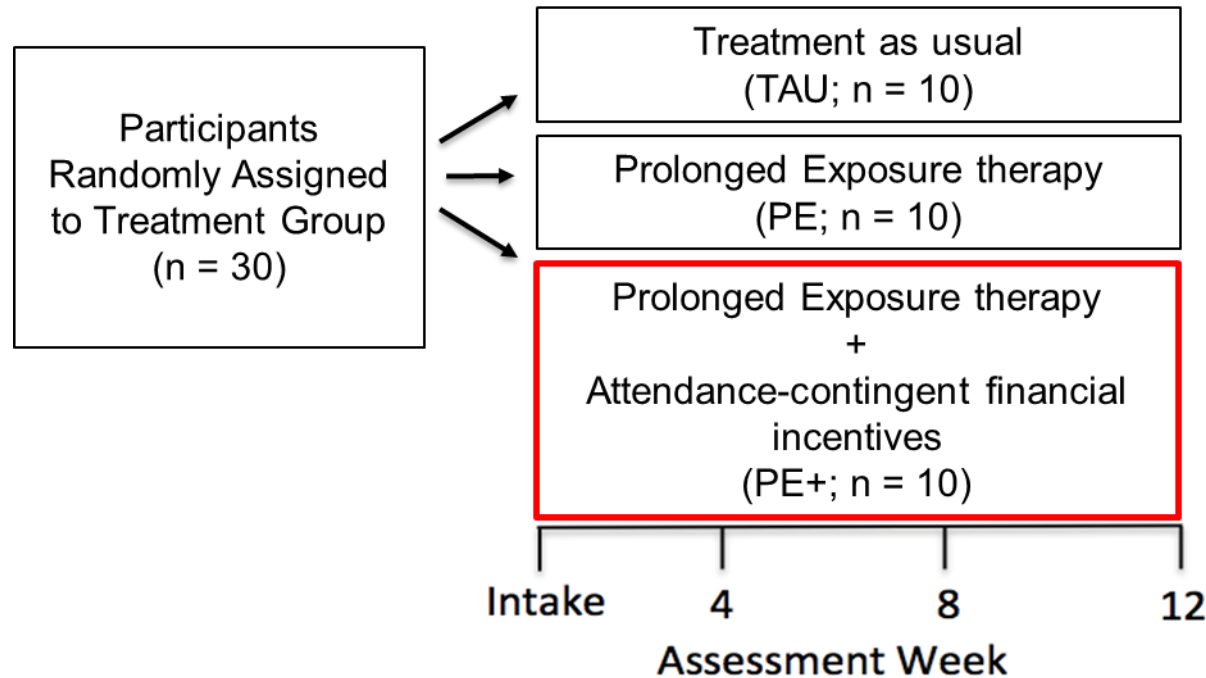 Participants
Randomly Assigned
to Treatment Group
(n = 30)
Treatment as usual
(TAU; n = 10)
Prolonged Exposure therapy
(PE; n = 10)
Prolonged Exposure therapy
+
Attendance-contingent financial
incentives
(PE+; n = 10)
Intake 4 8 12
Assessment Week